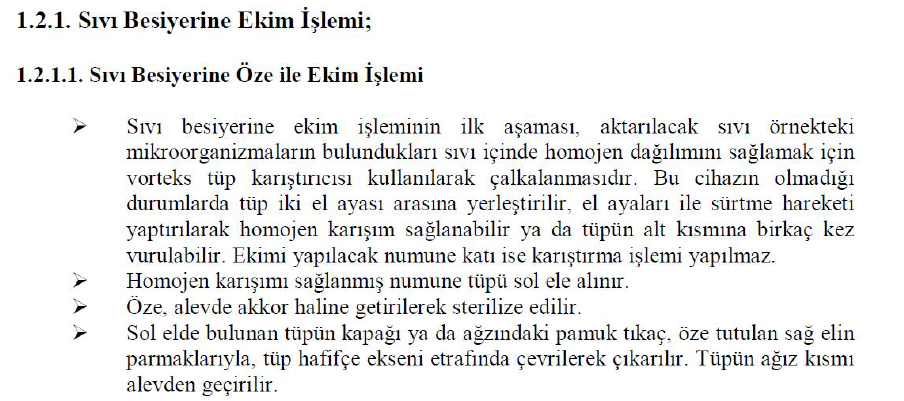 1.2.1. Sıvı Besiyerine Ekim İşlemi;
1.2.1.1. Sıvı Besiyerine Öze ile Ekim İşlemi
➢ Sıvı besiyerine ekim işleminin ilk aşaması, aktarılacak sıvı örnekteki
mikroorganizmaların bulundukları sıvı içinde homojen dağılımını sağlamak için
vorteks tüp karıştırıcısı kullanılarak çalkalanmasıdır. Bu cihazın olmadığı
durumlarda tüp iki el ayası arasına yerleştirilir, el ayaları ile sürtme hareketi
yaptırılarak homojen karışım sağlanabilir ya da tüpün alt kısmına birkaç kez
vurulabilir. Ekimi yapılacak numune katı ise karıştırma işlemi yapılmaz.
➢ Homojen karışımı sağlanmış numune tüpü sol ele alınır.
➢ Öze, alevde akkor haline getirilerek sterilize edilir.
➢ Sol elde bulunan tüpün kapağı ya da ağzındaki pamuk tıkaç, öze tutulan sağ elin
parmaklarıyla, tüp hafifçe ekseni etrafında çevrilerek çıkarılır. Tüpün ağız kısmı
alevden geçirilir.